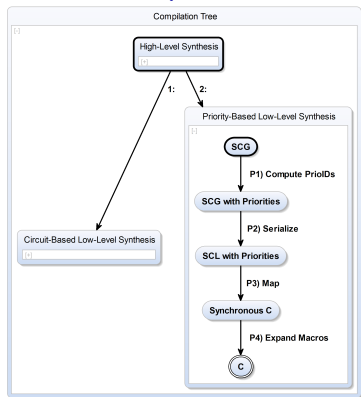 Compilation Tree
[-]
High-Level Synthesis
[+]
1:
2:
Priority-Based Low-Level Synthesis
[-]
SCG
P1) Compute PrioIDs
SCG with Priorities
P2) Serialize
Circuit-Based Low-Level Synthesis
[+]
SCL with Priorities
P3) Map
Synchronous C
P4) Expand Macros
C